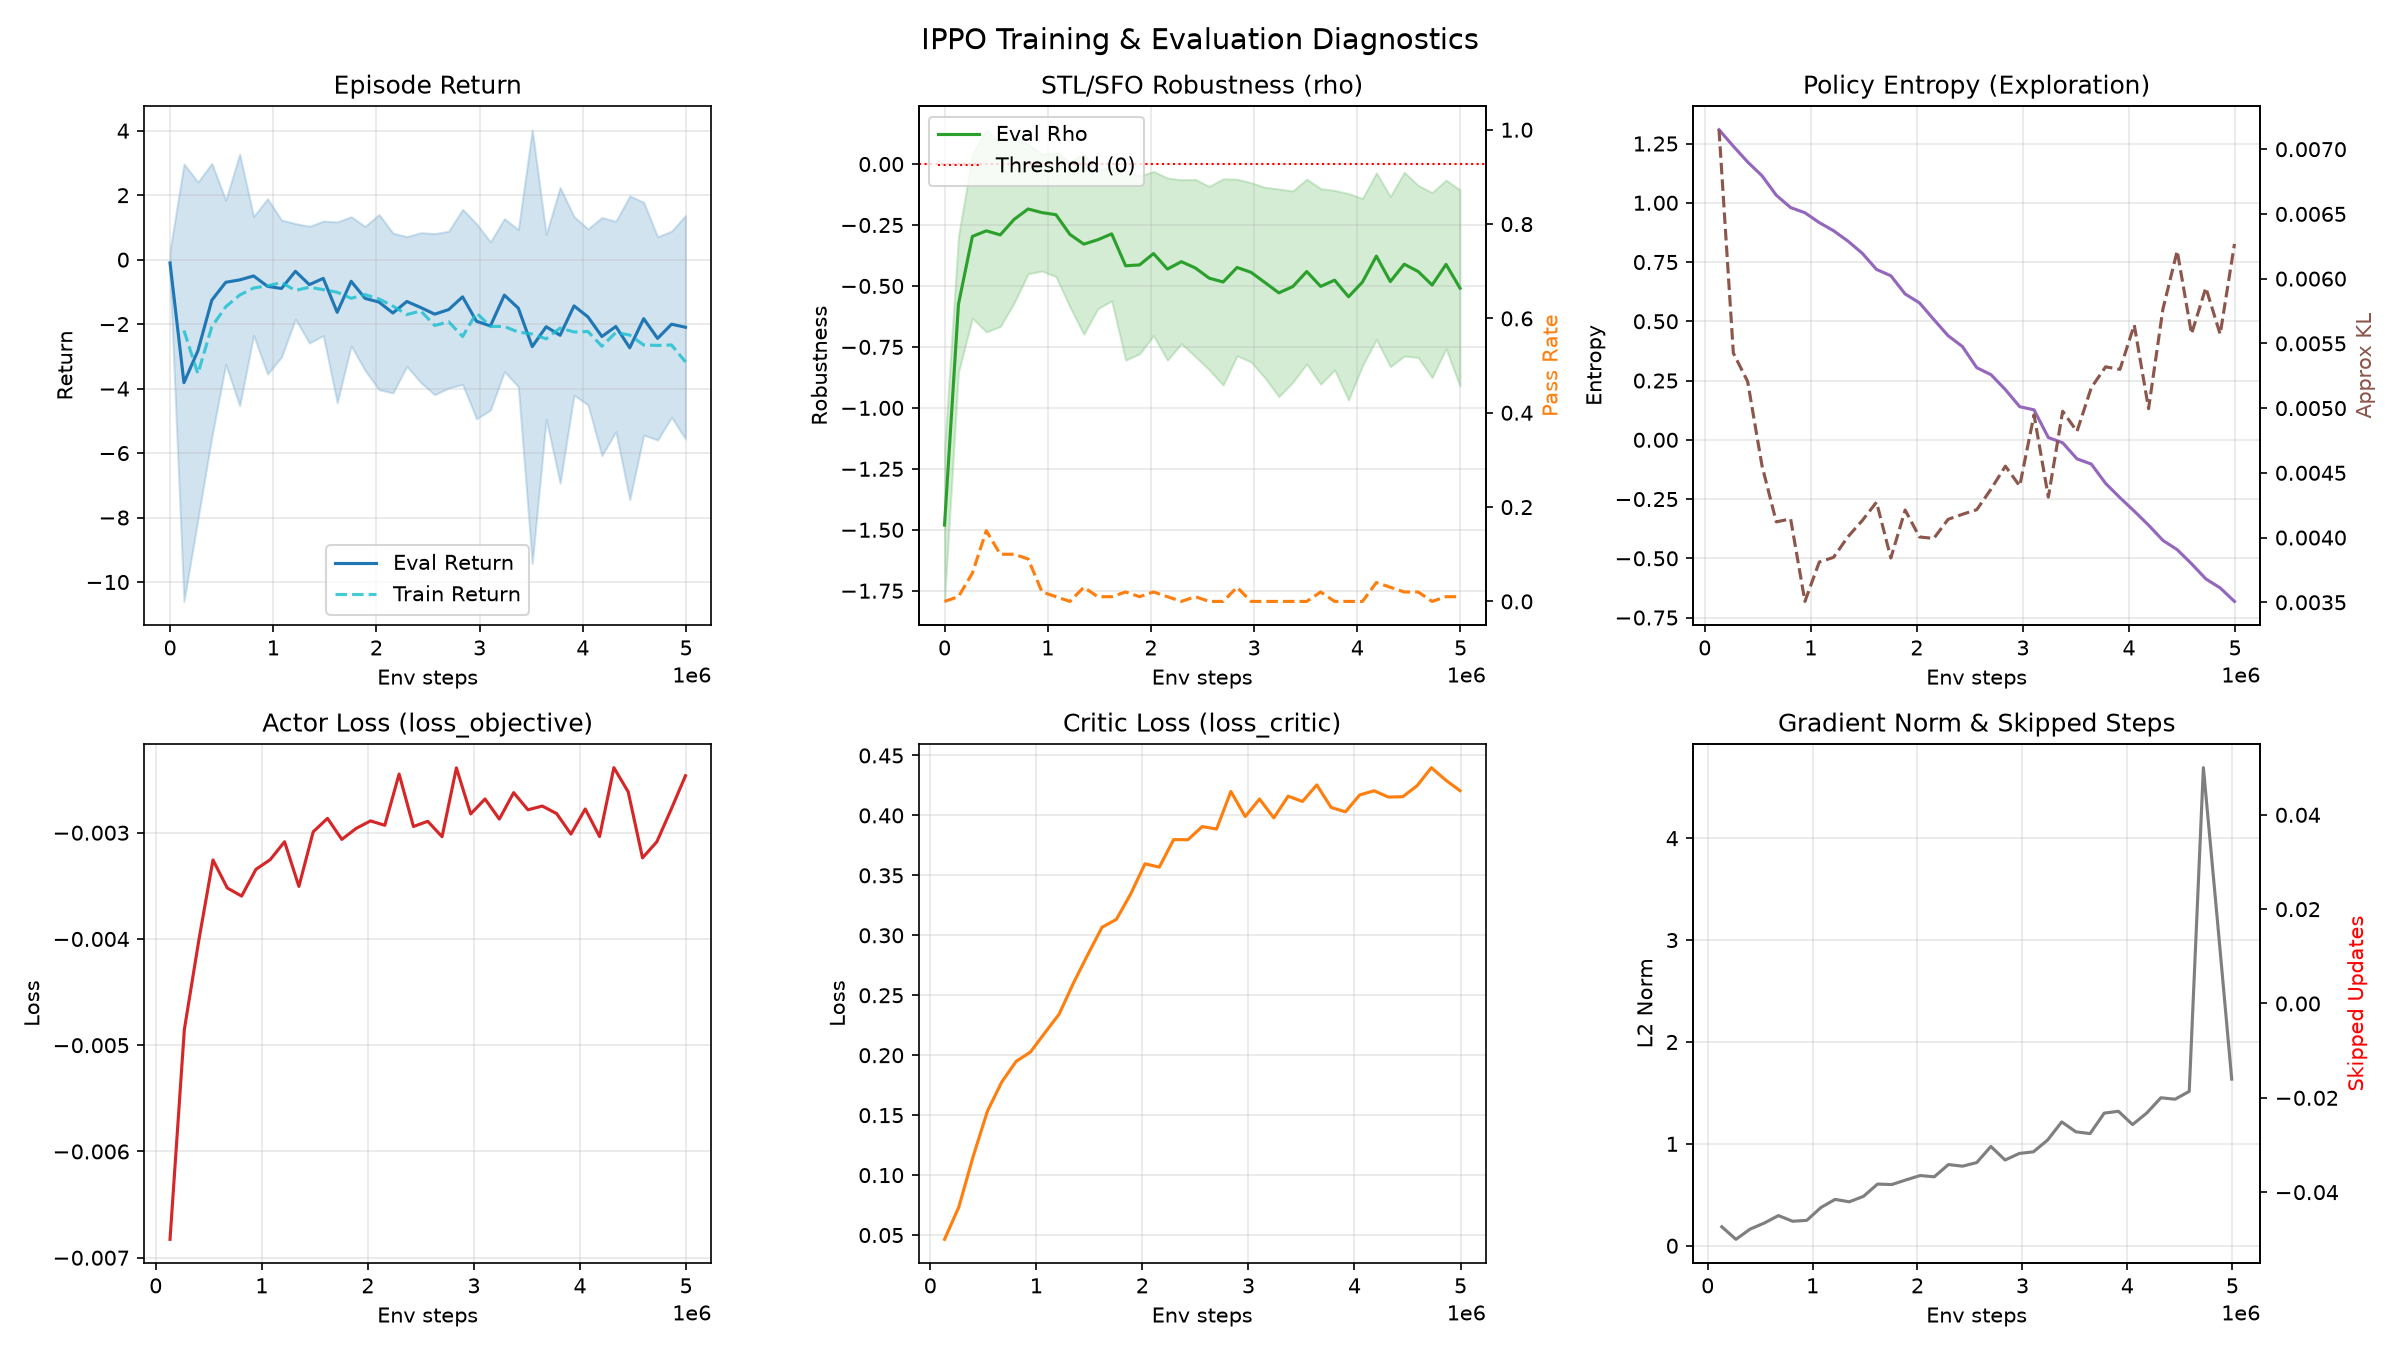 IPPO Training & Evaluation Diagnostics
Episode Return
4
2
0
−2
−4
−6
−8
−10
Return
Eval Return
Train Return
0 1 2 3 4 5
1e6
Env steps
STL/SFO Robustness (rho)
0.00
−0.25
−0.50
−0.75
−1.00
−1.25
−1.50
−1.75
Robustness
Eval Rho
Threshold (0)
1.0
0.8
0.6
0.4
0.2
0.0
Pass Rate
0 1 2 3 4 5
1e6
Env steps
Policy Entropy (Exploration)
1.25
1.00
0.75
0.50
0.25
0.00
−0.25
−0.50
−0.75
Entropy
0.0070
0.0065
0.0060
0.0055
0.0050
0.0045
0.0040
0.0035
Approx KL
0 1 2 3 4 5
1e6
Env steps
Actor Loss (loss_objective)
−0.003
−0.004
−0.005
−0.006
−0.007
Loss
0 1 2 3 4 5
1e6
Env steps
Critic Loss (loss_critic)
0.45
0.40
0.35
0.30
0.25
0.20
0.15
0.10
0.05
Loss
0 1 2 3 4 5
1e6
Env steps
Gradient Norm & Skipped Steps
4
3
2
1
0
L2 Norm
0.04
0.02
0.00
−0.02
−0.04
Skipped Updates
0 1 2 3 4 5
1e6
Env steps